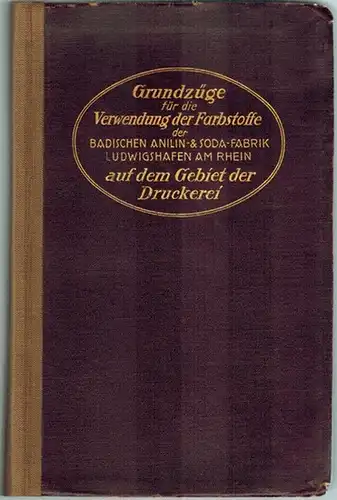 Grundzüge
für die
Verwendung der Farbstoffe
der
BADISCHEN ANILIN-& SODA-FABRIK
LUDWIGSHAFEN AM RHEIN
auf dem Gebiet der
Druckerei